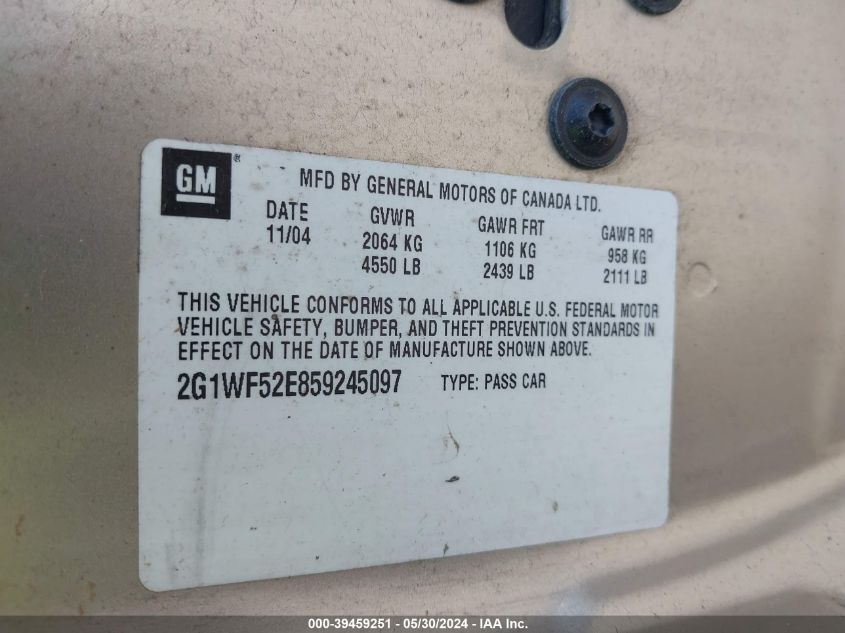 GM®
MFD BY GENERAL MOTORS OF CANADA LTD.
DATE GVWR GAWR FRT GAWR RR
11/04 2064 KG 1106 KG 958 KG
4550 LB 2439 LB 2111 LB
THIS VEHICLE CONFORMS TO ALL APPLICABLE U.S. FEDERAL MOTOR
VEHICLE SAFETY, BUMPER, AND THEFT PREVENTION STANDARDS IN
EFFECT ON THE DATE OF MANUFACTURE SHOWN ABOVE.
2G1WF52E859245097 TYPE: PASS CAR
000-39459251 - 05/30/2024 - IAA Inc.